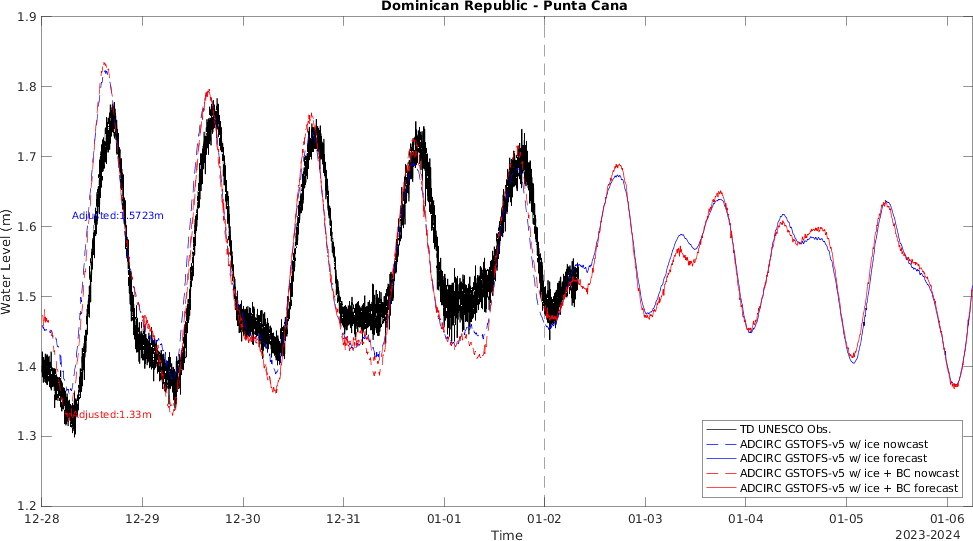 Dominican Republic - Punta Cana
Water Level (m)
1.9
1.8
1.7
1.6
1.5
1.4
1.3
1.2
Adjusted:1.5723m
Adjusted:1.33m
TD UNESCO Obs.
ADCIRC GSTOFS-v5 w/ ice nowcast
ADCIRC GSTOFS-v5 w/ ice forecast
ADCIRC GSTOFS-v5 w/ ice + BC nowcast
ADCIRC GSTOFS-v5 w/ ice + BC forecast
12-28 12-29 12-30 12-31 01-01 01-02 01-03 01-04 01-05 01-06
Time
2023-2024